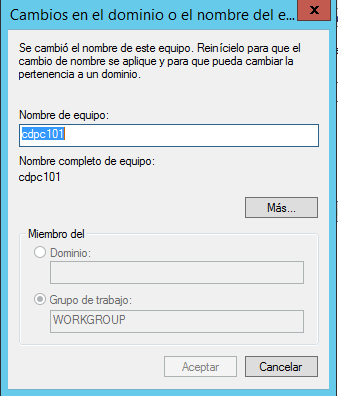 Cambios en el dominio o el nombre del e...
x
Se cambió el nombre de este equipo. Reinícielo para que el
cambio de nombre se aplique y para que pueda cambiar la
pertenencia a un dominio.
Nombre de equipo:
cdpc101
Nombre completo de equipo:
cdpc101
Más...
Miembro del
Dominio:
Grupo de trabajo:
WORKGROUP
Aceptar Cancelar